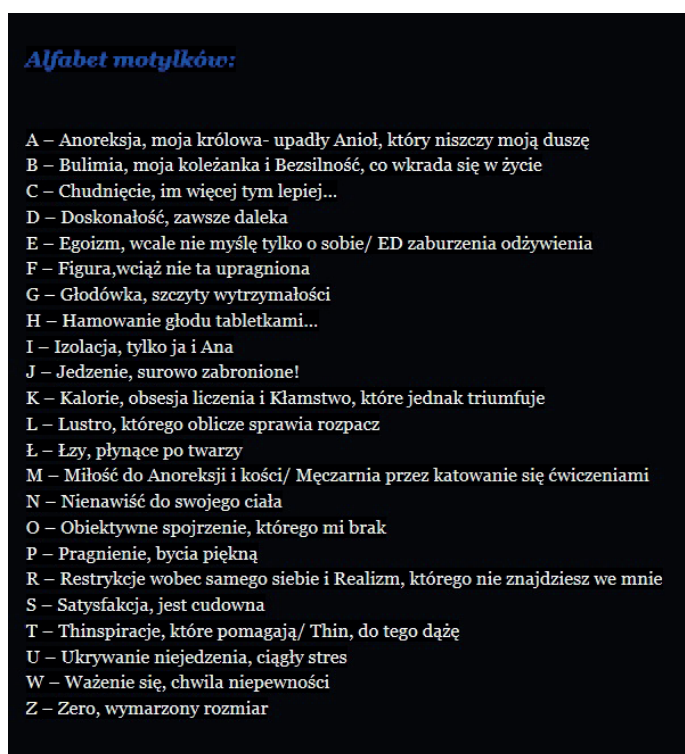 Alfabet motylków:
A – Anoreksja, moja królowa- upadły Anioł, który niszczy moją duszę
B – Bulimia, moja koleżanka i Bezsilność, co wkrada się w życie
C – Chudnięcie, im więcej tym lepiej...
D – Doskonałość, zawsze daleka
E – Egoizm, wcale nie myślę tylko o sobie/ ED zaburzenia odżywienia
F – Figura,wciąż nie ta upragniona
G – Głodówka, szczyty wytrzymałości
H – Hamowanie głodu tabletkami...
I – Izolacja, tylko ja i Ana
J – Jedzenie, surowo zabronione!
K – Kalorie, obsesja liczenia i Kłamstwo, które jednak triumfuje
L – Lustro, którego oblicze sprawia rozpacz
Ł – Łzy, płynące po twarzy
M – Miłość do Anoreksji i kości/ Męczarnia przez katowanie się ćwiczeniami
N – Nienawiść do swojego ciała
O – Obiektywne spojrzenie, którego mi brak
P – Pragnienie, bycia piękną
R – Restrykcje wobec samego siebie i Realizm, którego nie znajdziesz we mnie
S – Satysfakcja, jest cudowna
T – Thinspiracje, które pomagają/ Thin, do tego dążę
U – Ukrywanie niejedzenia, ciągły stres
W – Ważenie się, chwila niepewności
Z – Zero, wymarzony rozmiar